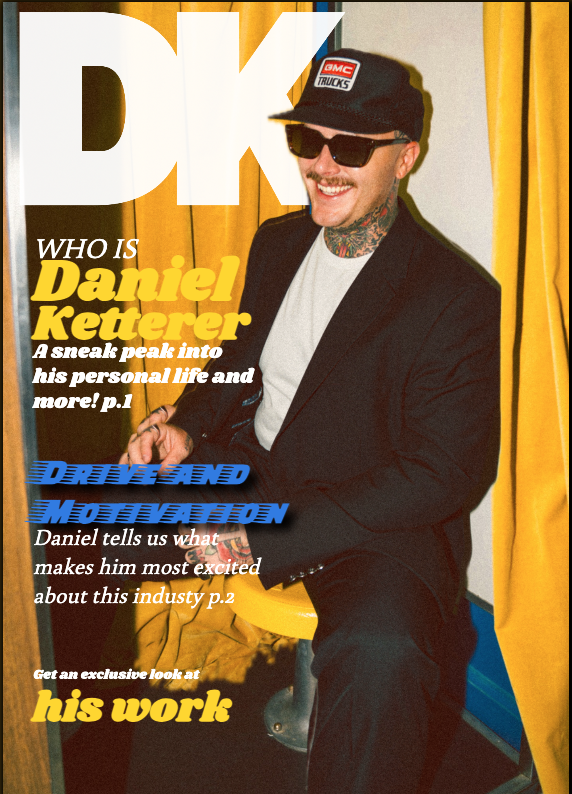 DK
GMC
TRUCKS
WHO IS
Daniel
Ketterer
A sneak peak into
his personal life and
more! p.1
DRIVE AND
MOTIVATION
Daniel tells us what
makes him most excited
about this industy p.2
Get an exclusive look at
his work